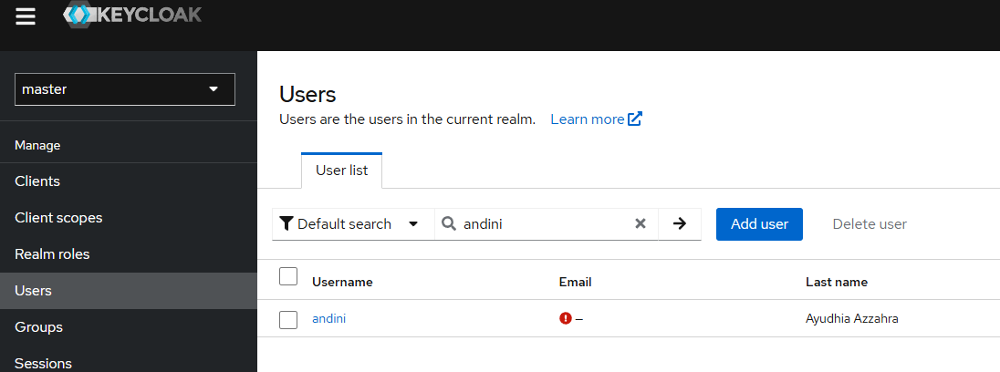 KEYCLOAK
master
Manage
Clients
Client scopes
Realm roles
Users
Groups
Sessions
Users
Users are the users in the current realm. Learn more
User list
Default search andini Add user Delete user
Username Email Last name
andini – Ayudhia Azzahra